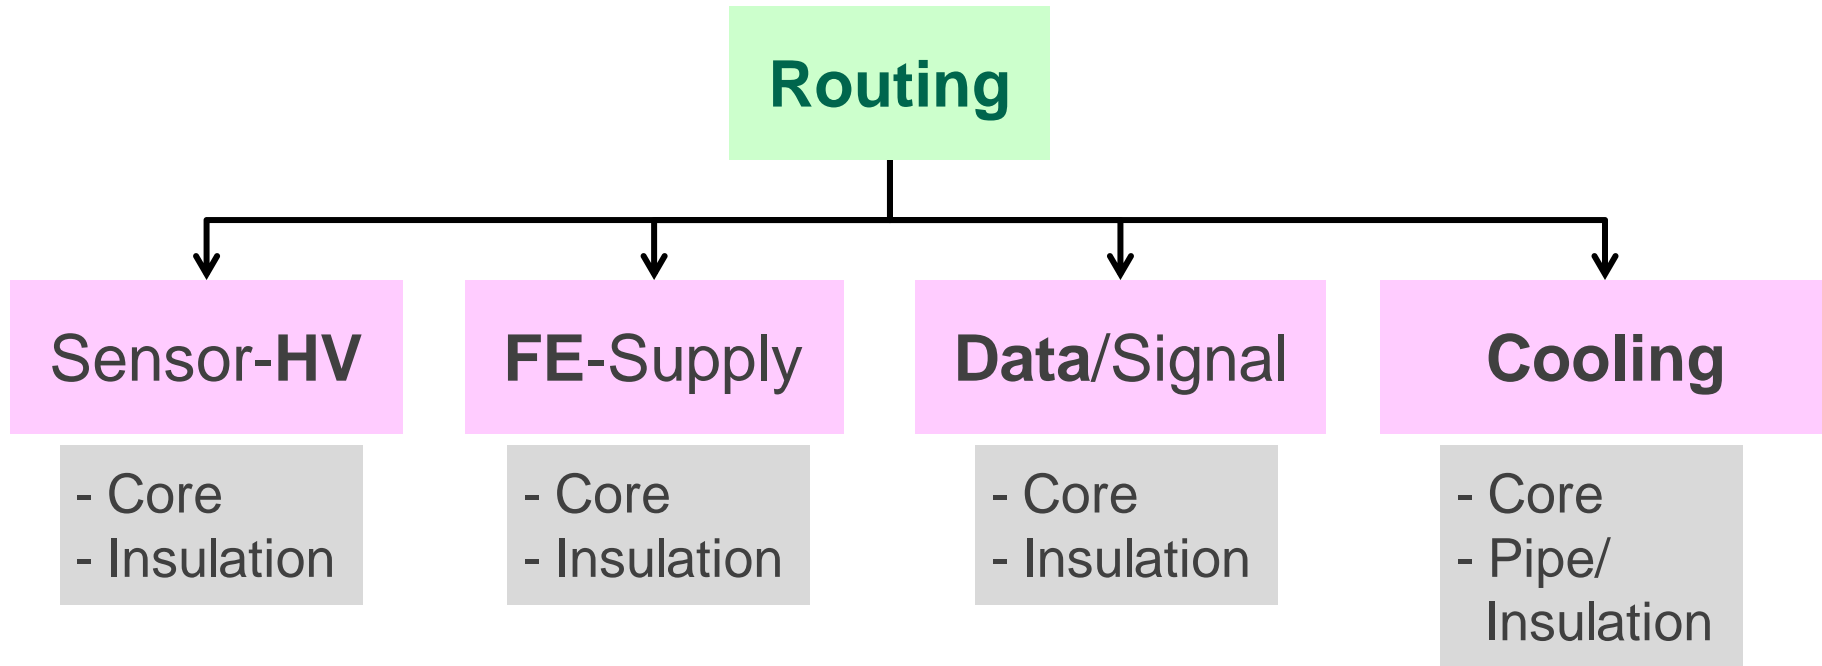 Routing
Sensor-HV
FE-Supply
Data/Signal
Cooling
- Core
- Insulation
- Core
- Insulation
- Core
- Insulation
- Core
- Pipe/
Insulation